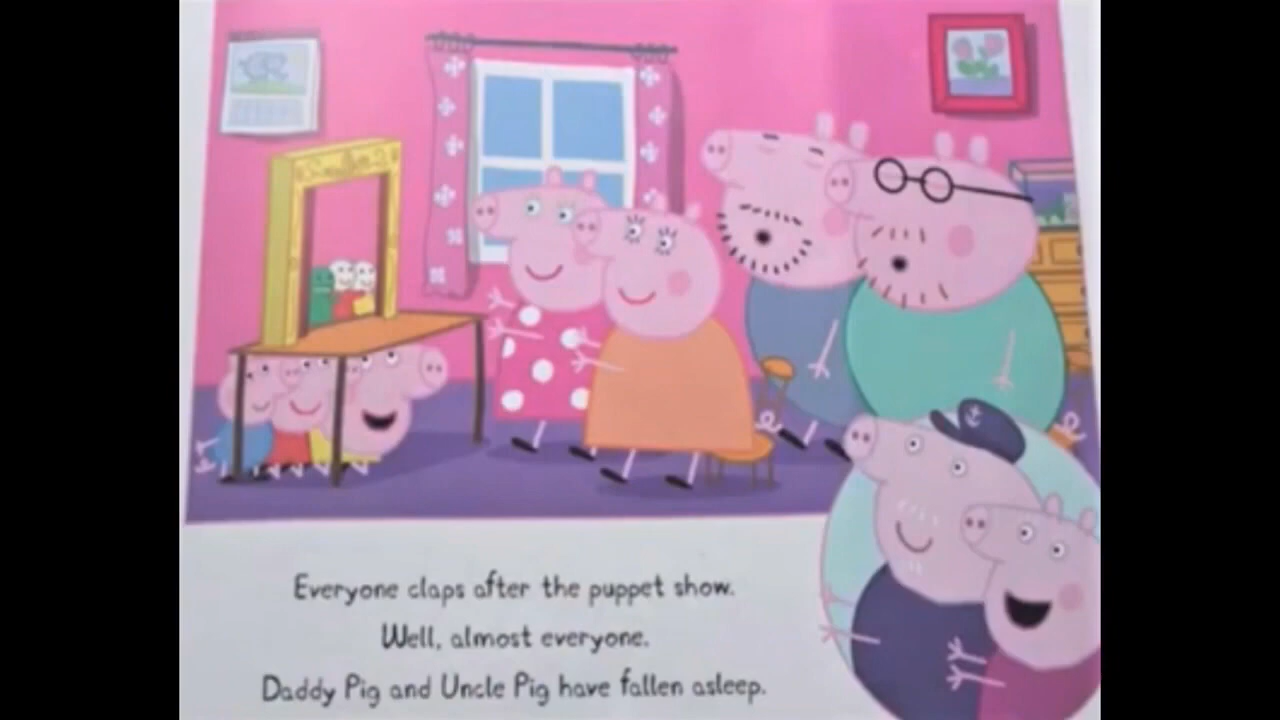 Everyone claps after the puppet show.
Well, almost everyone.
Daddy Pig and Uncle Pig have fallen asleep.